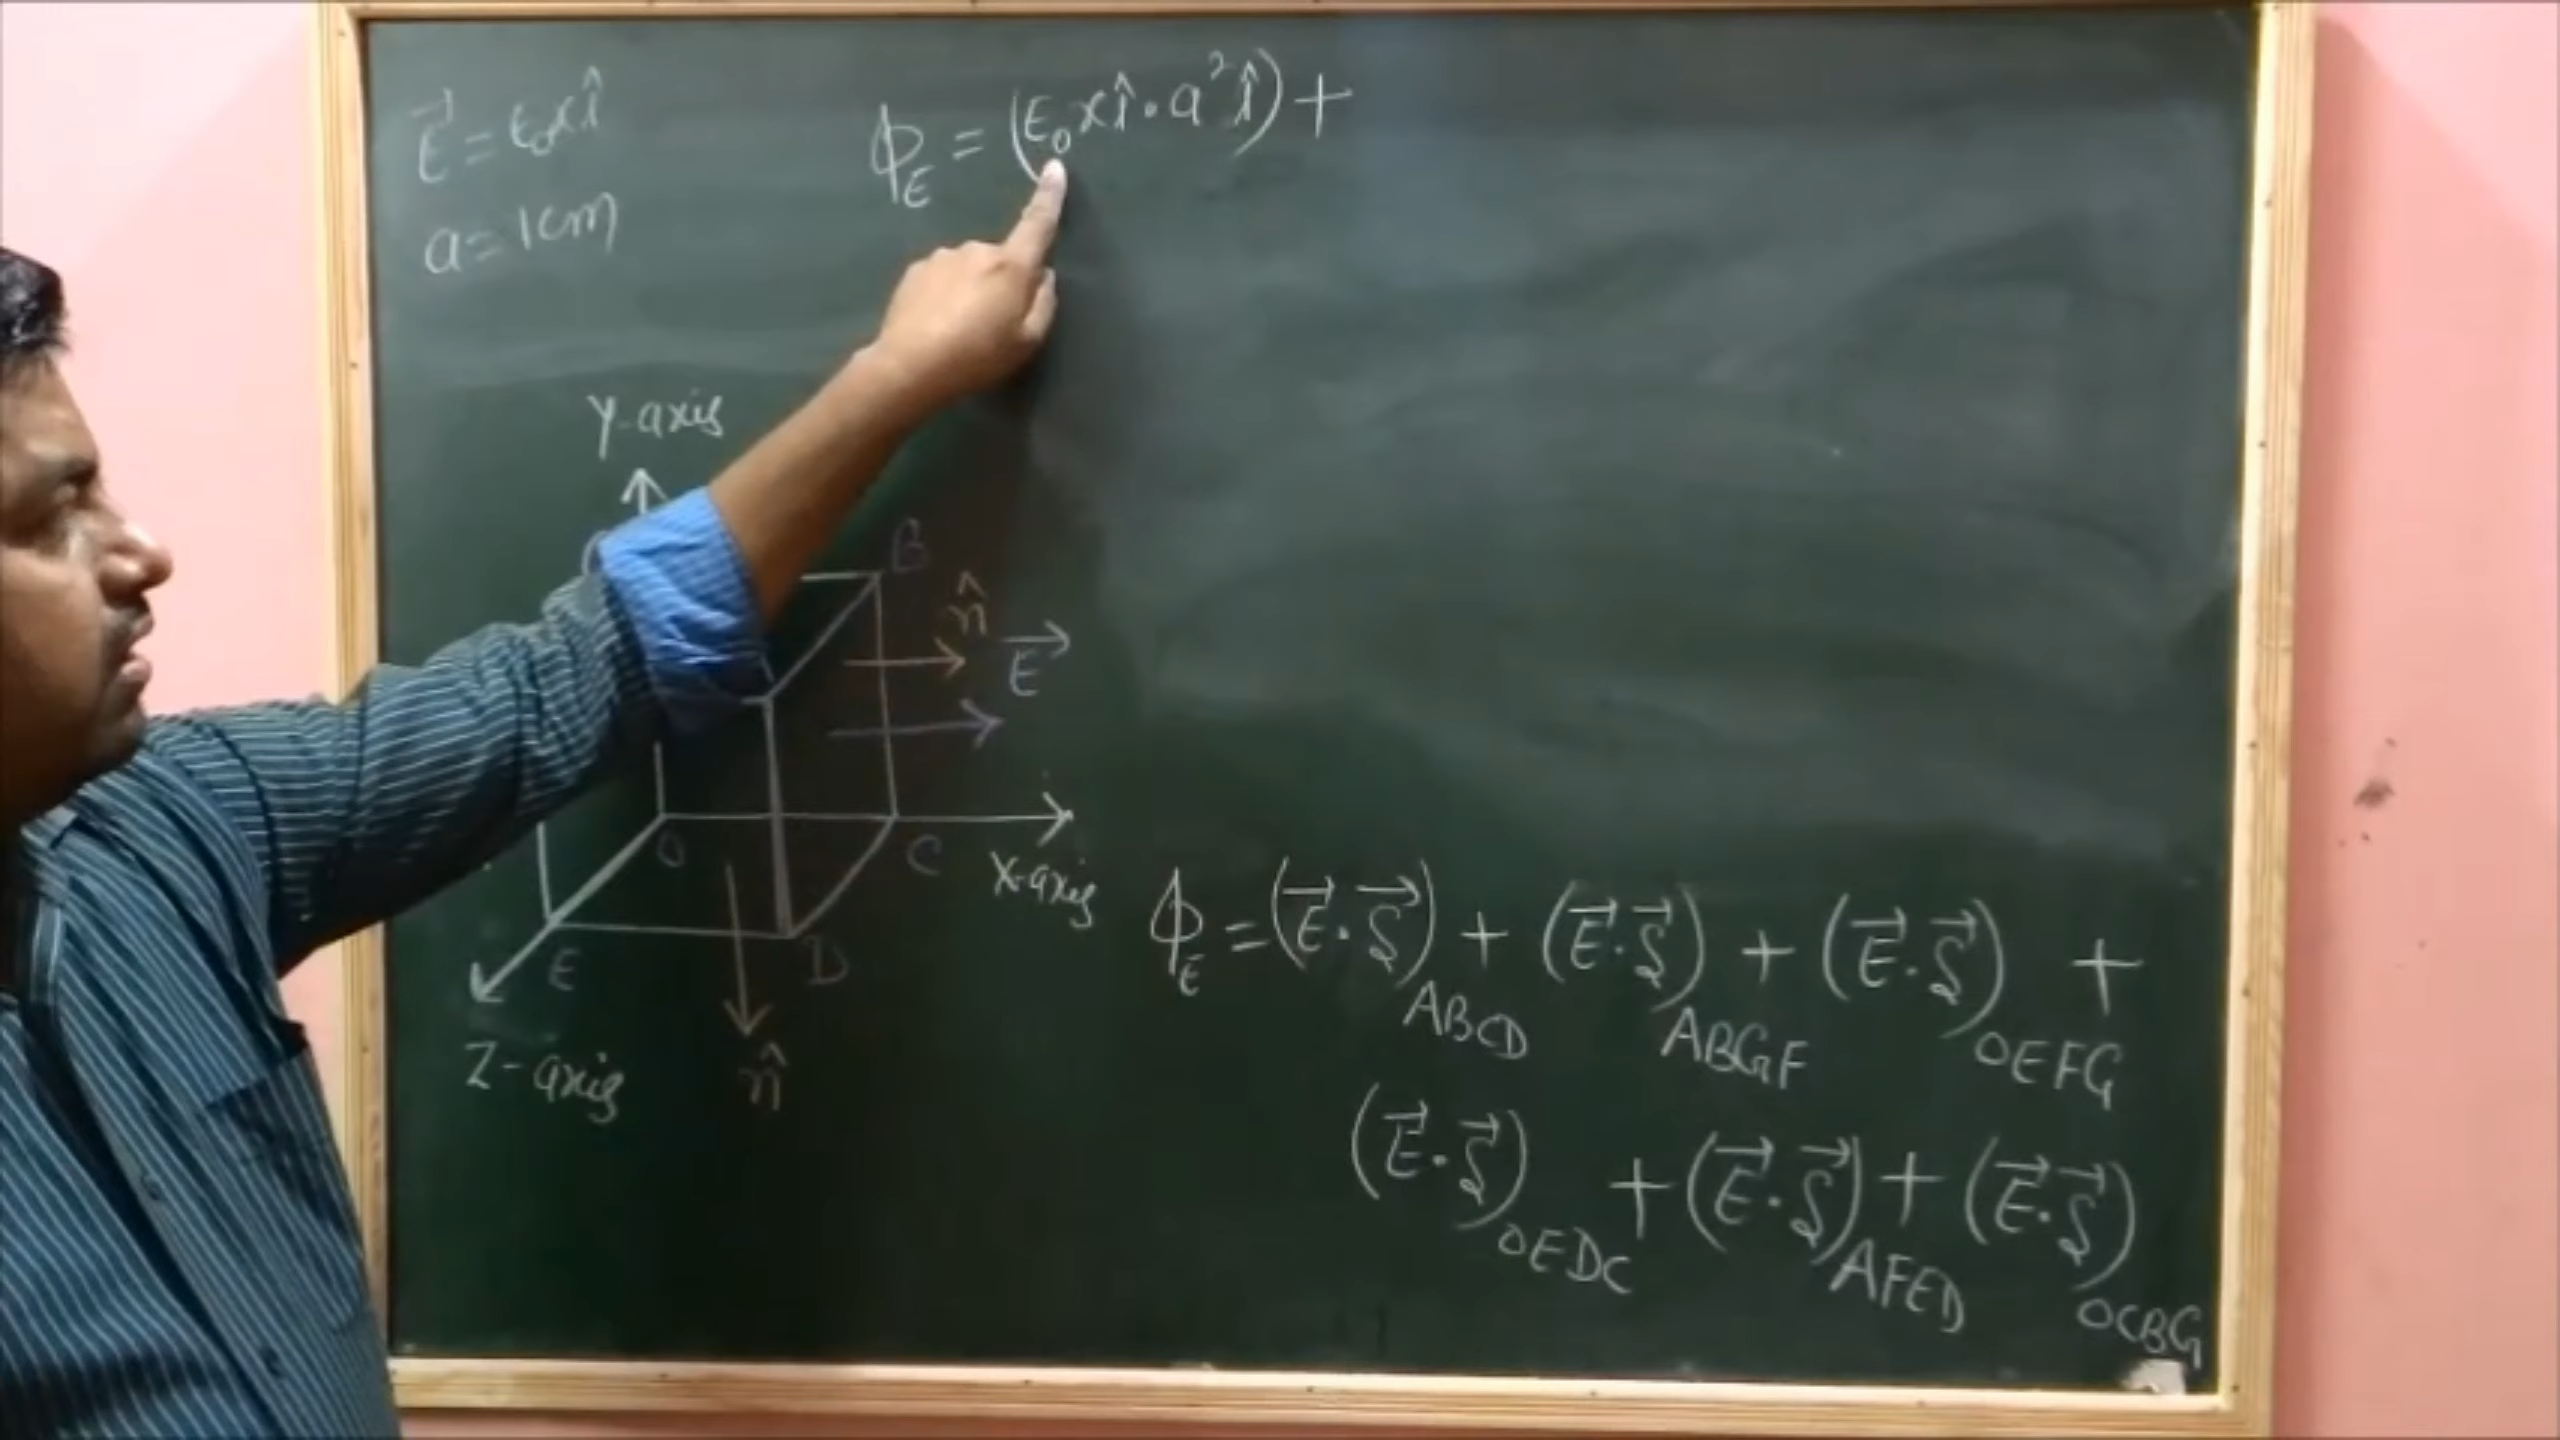 E⃗ = E₀xî
a = 1cm
ϕ_E = (E₀xî · a²î) +
Y-axis
B
n̂
E⃗
O
C
X-axis
E
D
Z-axis
n̂
ϕ_E = (E⃗.S⃗)_ABCD + (E⃗.S⃗)_ABGF + (E⃗.S⃗)_OEFG +
(E⃗.S⃗)_OEDC + (E⃗.S⃗)_AFED + (E⃗.S⃗)_OCBG